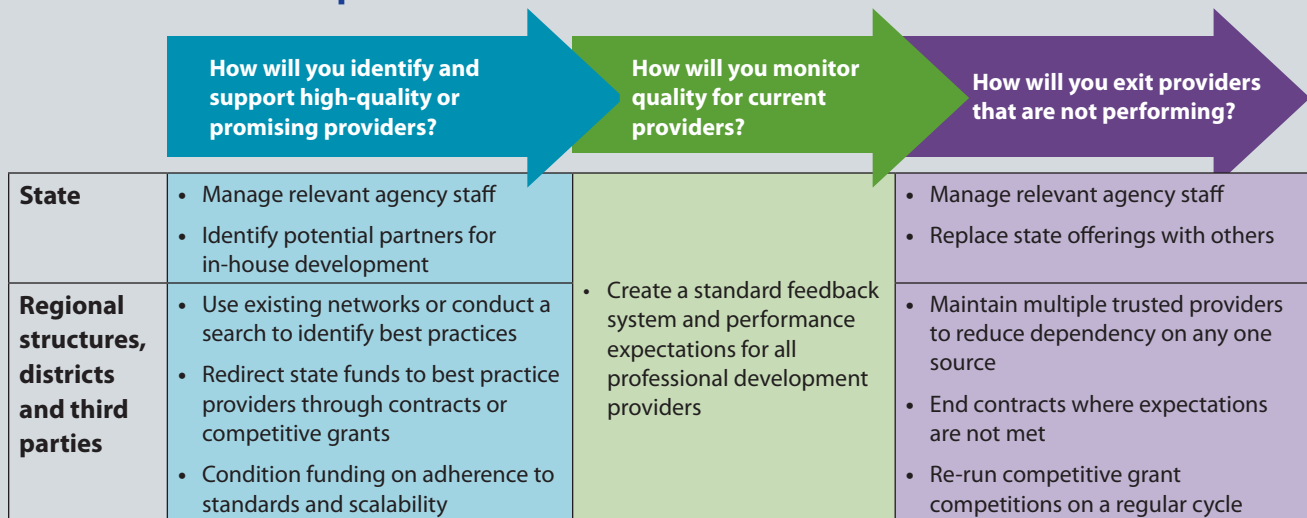 How will you identify and
support high-quality or
promising providers?
How will you monitor
quality for current
providers?
How will you exit providers
that are not performing?
State
• Manage relevant agency staff
• Identify potential partners for
in-house development
• Manage relevant agency staff
• Replace state offerings with others
Regional
structures,
districts
and third
parties
• Use existing networks or conduct a
search to identify best practices
• Redirect state funds to best practice
providers through contracts or
competitive grants
• Condition funding on adherence to
standards and scalability
• Create a standard feedback
system and performance
expectations for all
professional development
providers
• Maintain multiple trusted providers
to reduce dependency on any one
source
• End contracts where expectations
are not met
• Re-run competitive grant
competitions on a regular cycle